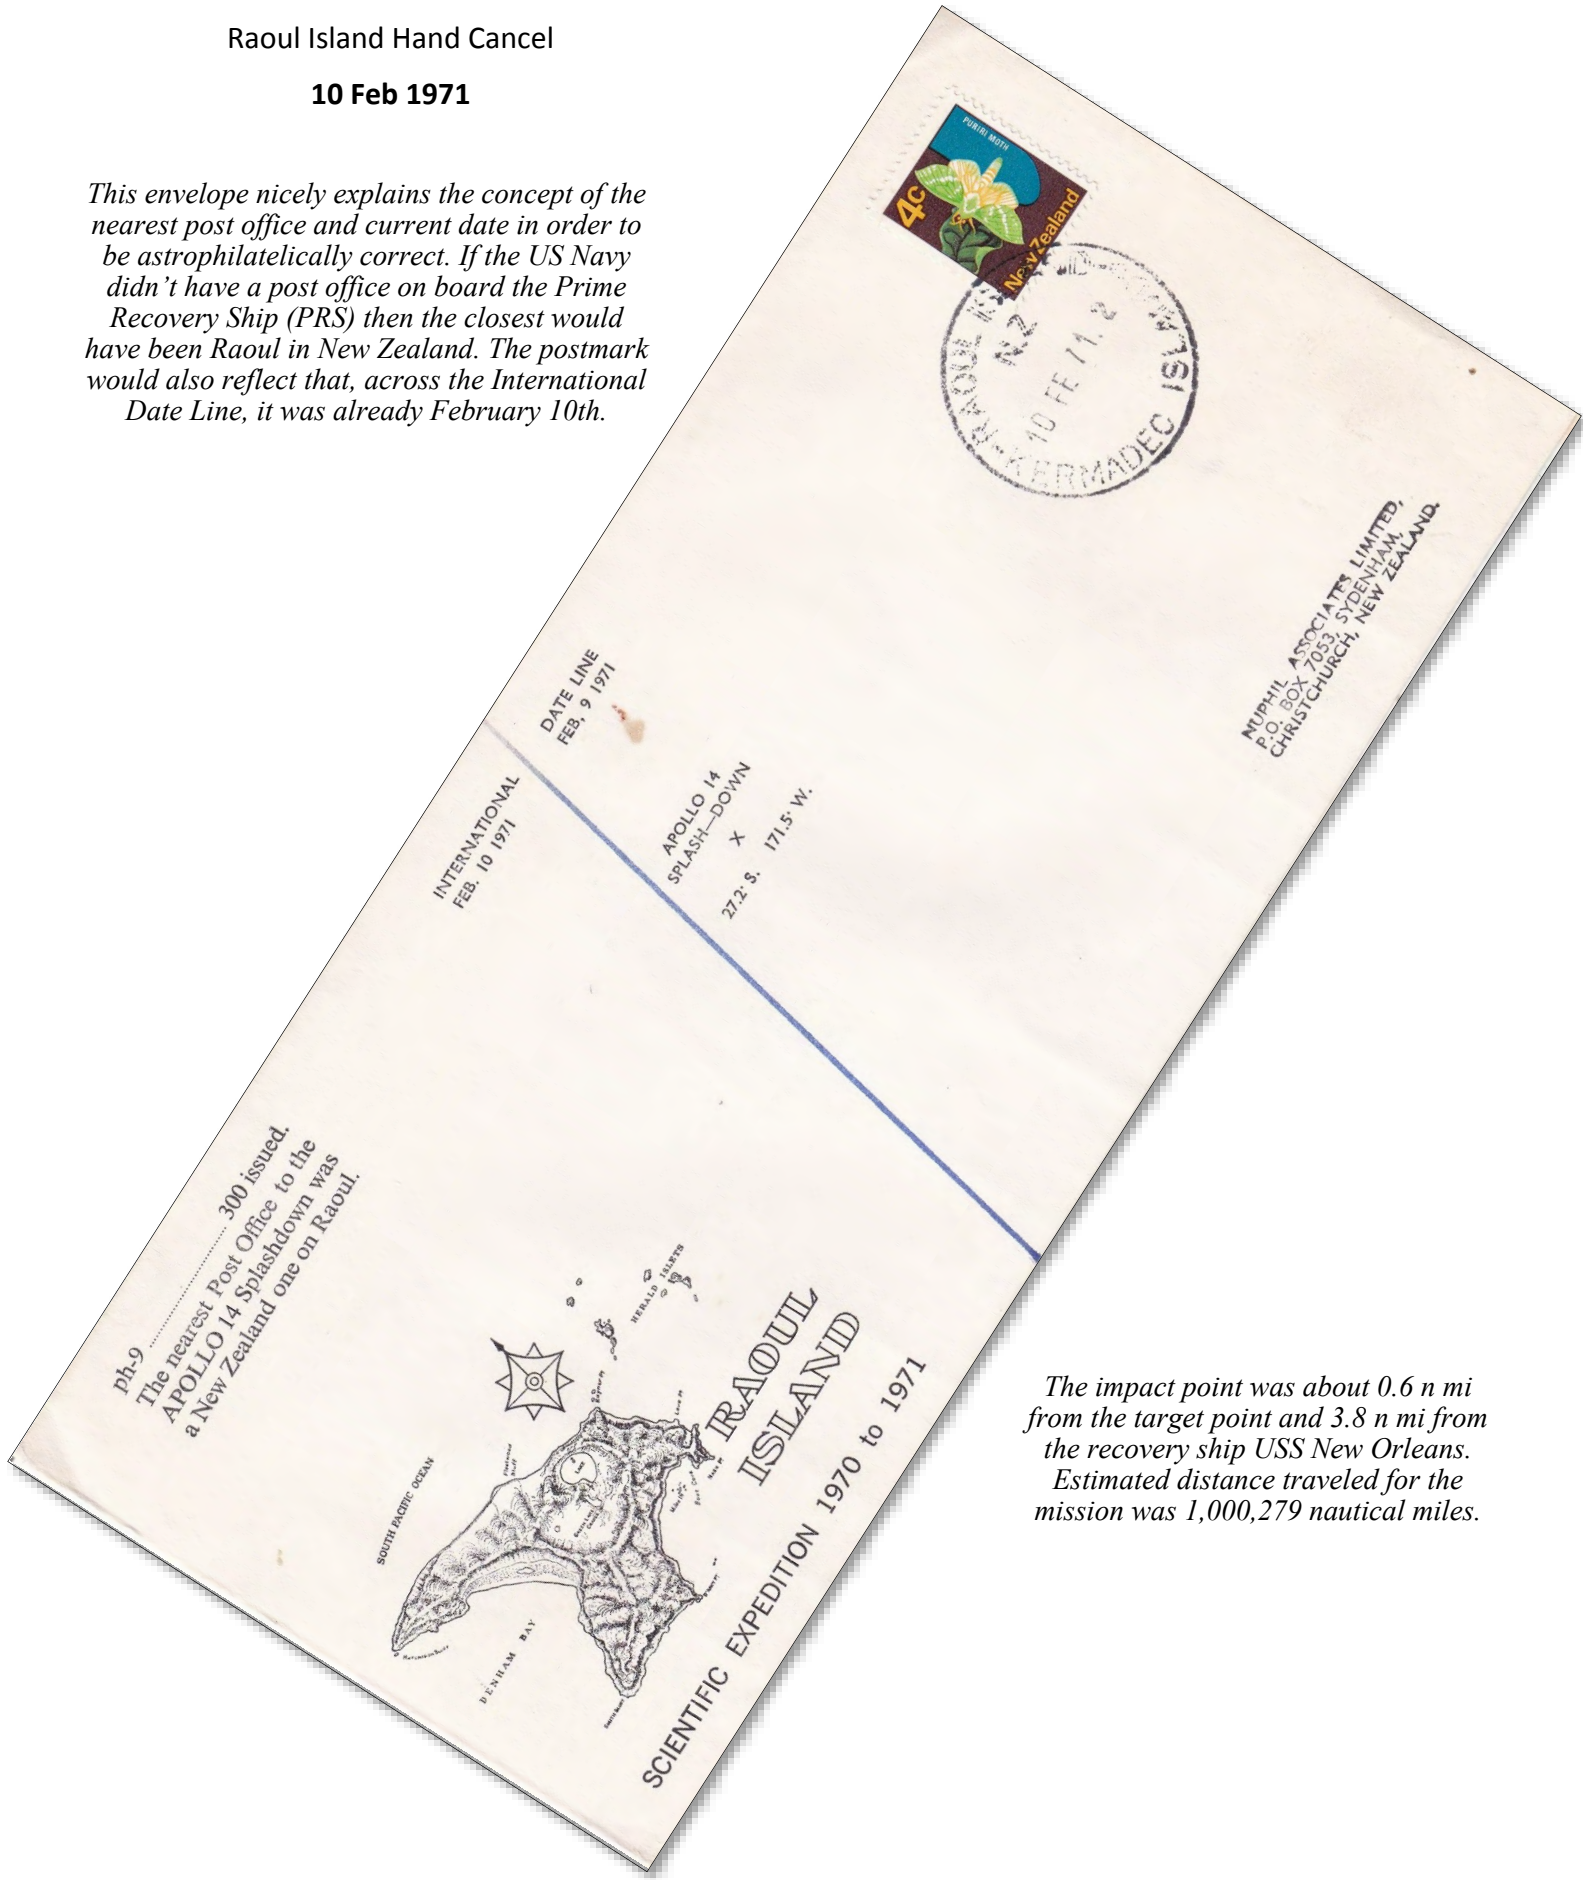 Raoul Island Hand Cancel
10 Feb 1971
This envelope nicely explains the concept of the
nearest post office and current date in order to
be astrophilatelically correct. If the US Navy
didn't have a post office on board the Prime
Recovery Ship (PRS) then the closest would
have been Raoul in New Zealand. The postmark
would also reflect that, across the International
Date Line, it was already February 10th.
PURIRI MOTH
4c
New Zealand
RAOUL
N.Z
10 FE 71.2
KERMADEC
NUPHIL ASSOCIATES LIMITED,
P.O. BOX 7053, SYDENHAM,
CHRISTCHURCH, NEW ZEALAND.
INTERNATIONAL DATE LINE
FEB. 10 1971 FEB, 9 1971
APOLLO 14
SPLASH—DOWN
X
27.2° S. 171.5° W.
ph-9 .................... 300 issued.
The nearest Post Office to the
APOLLO 14 Splashdown was
a New Zealand one on Raoul.
HERALD ISLETS
SOUTH PACIFIC OCEAN
DENHAM BAY
RAOUL
ISLAND
SCIENTIFIC EXPEDITION 1970 to 1971
The impact point was about 0.6 n mi
from the target point and 3.8 n mi from
the recovery ship USS New Orleans.
Estimated distance traveled for the
mission was 1,000,279 nautical miles.